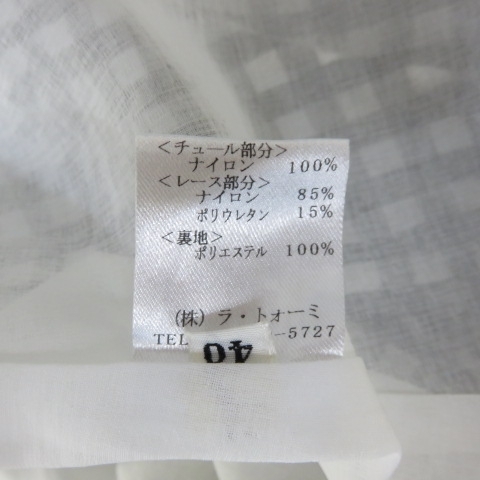 <チュール部分>
ナイロン 100%
<レース部分>
ナイロン 85%
ポリウレタン 15%
<裏地>
ポリエステル 100%
(株) ラ・トォーミ
TEL -5727
40